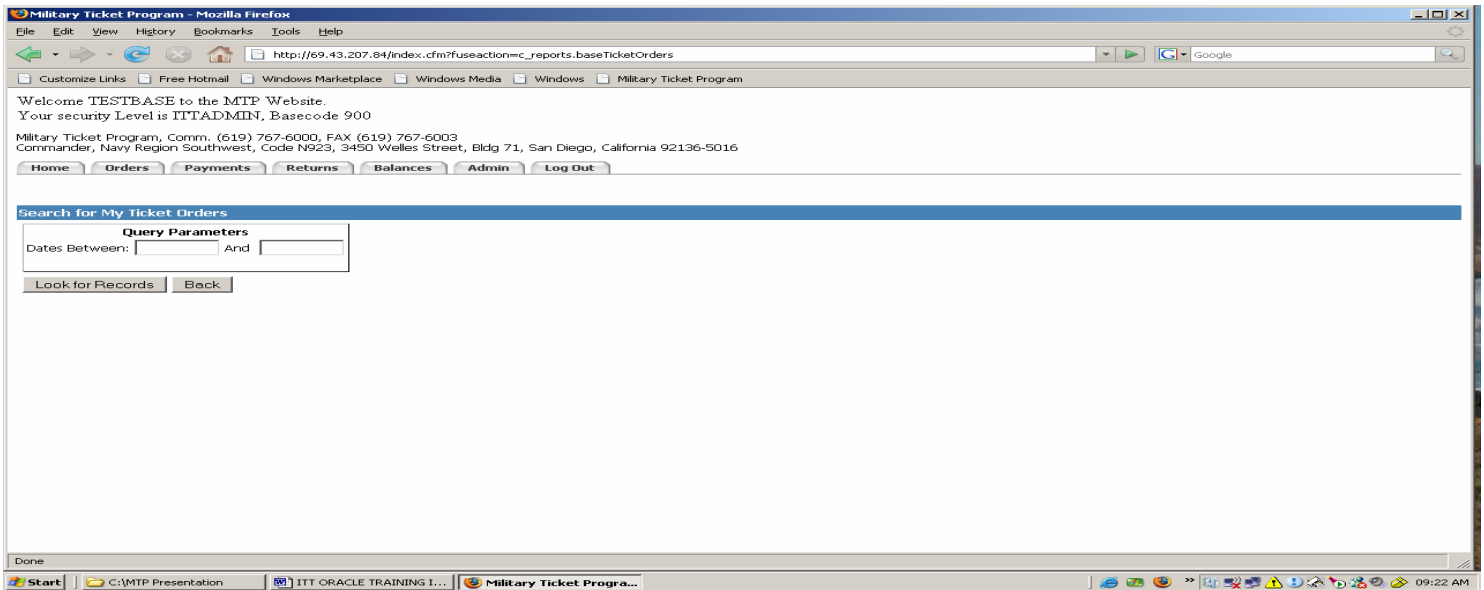 Military Ticket Program - Mozilla Firefox
File Edit View History Bookmarks Tools Help
http://69.43.207.84/index.cfm?fuseaction=c_reports.baseTicketOrders
G Google
Customize Links Free Hotmail Windows Marketplace Windows Media Windows Military Ticket Program
Welcome TESTBASE to the MTP Website.
Your security Level is ITTADMIN, Basecode 900
Military Ticket Program, Comm. (619) 767-6000, FAX (619) 767-6003
Commander, Navy Region Southwest, Code N923, 3450 Welles Street, Bldg 71, San Diego, California 92136-5016
Home Orders Payments Returns Balances Admin Log Out
Search for My Ticket Orders
Query Parameters
Dates Between: And
Look for Records Back
Done
Start C:\MTP Presentation ITT ORACLE TRAINING I... Military Ticket Progra... 09:22 AM